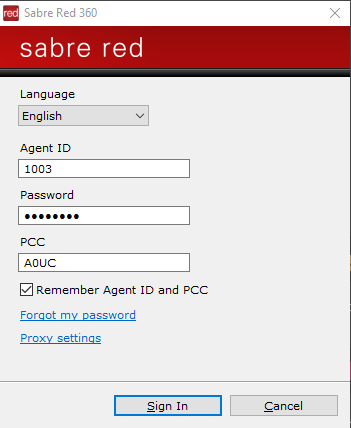 red Sabre Red 360
sabre red
Language
English
Agent ID
1003
Password
●●●●●●●●
PCC
A0UC
Remember Agent ID and PCC
Forgot my password
Proxy settings
Sign In Cancel